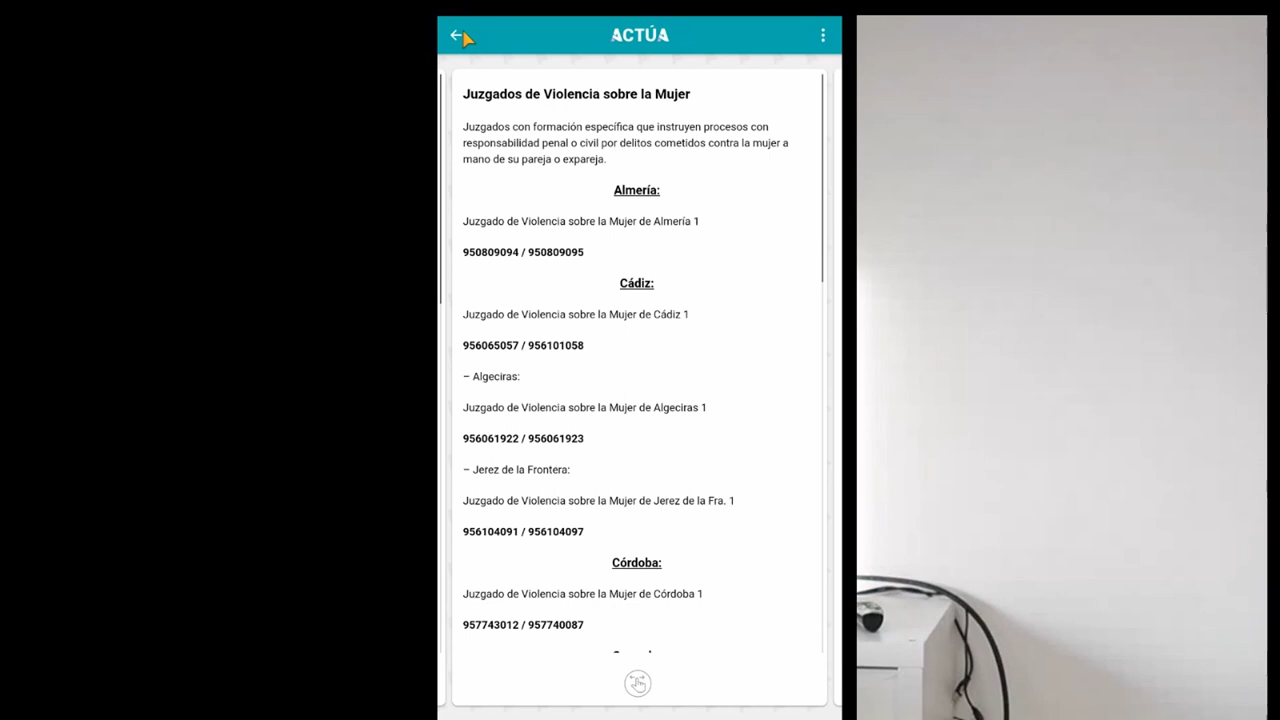 ACTÚA
Juzgados de Violencia sobre la Mujer
Juzgados con formación específica que instruyen procesos con
responsabilidad penal o civil por delitos cometidos contra la mujer a
mano de su pareja o expareja.
Almería:
Juzgado de Violencia sobre la Mujer de Almería 1
950809094 / 950809095
Cádiz:
Juzgado de Violencia sobre la Mujer de Cádiz 1
956065057 / 956101058
– Algeciras:
Juzgado de Violencia sobre la Mujer de Algeciras 1
956061922 / 956061923
– Jerez de la Frontera:
Juzgado de Violencia sobre la Mujer de Jerez de la Fra. 1
956104091 / 956104097
Córdoba:
Juzgado de Violencia sobre la Mujer de Córdoba 1
957743012 / 957740087